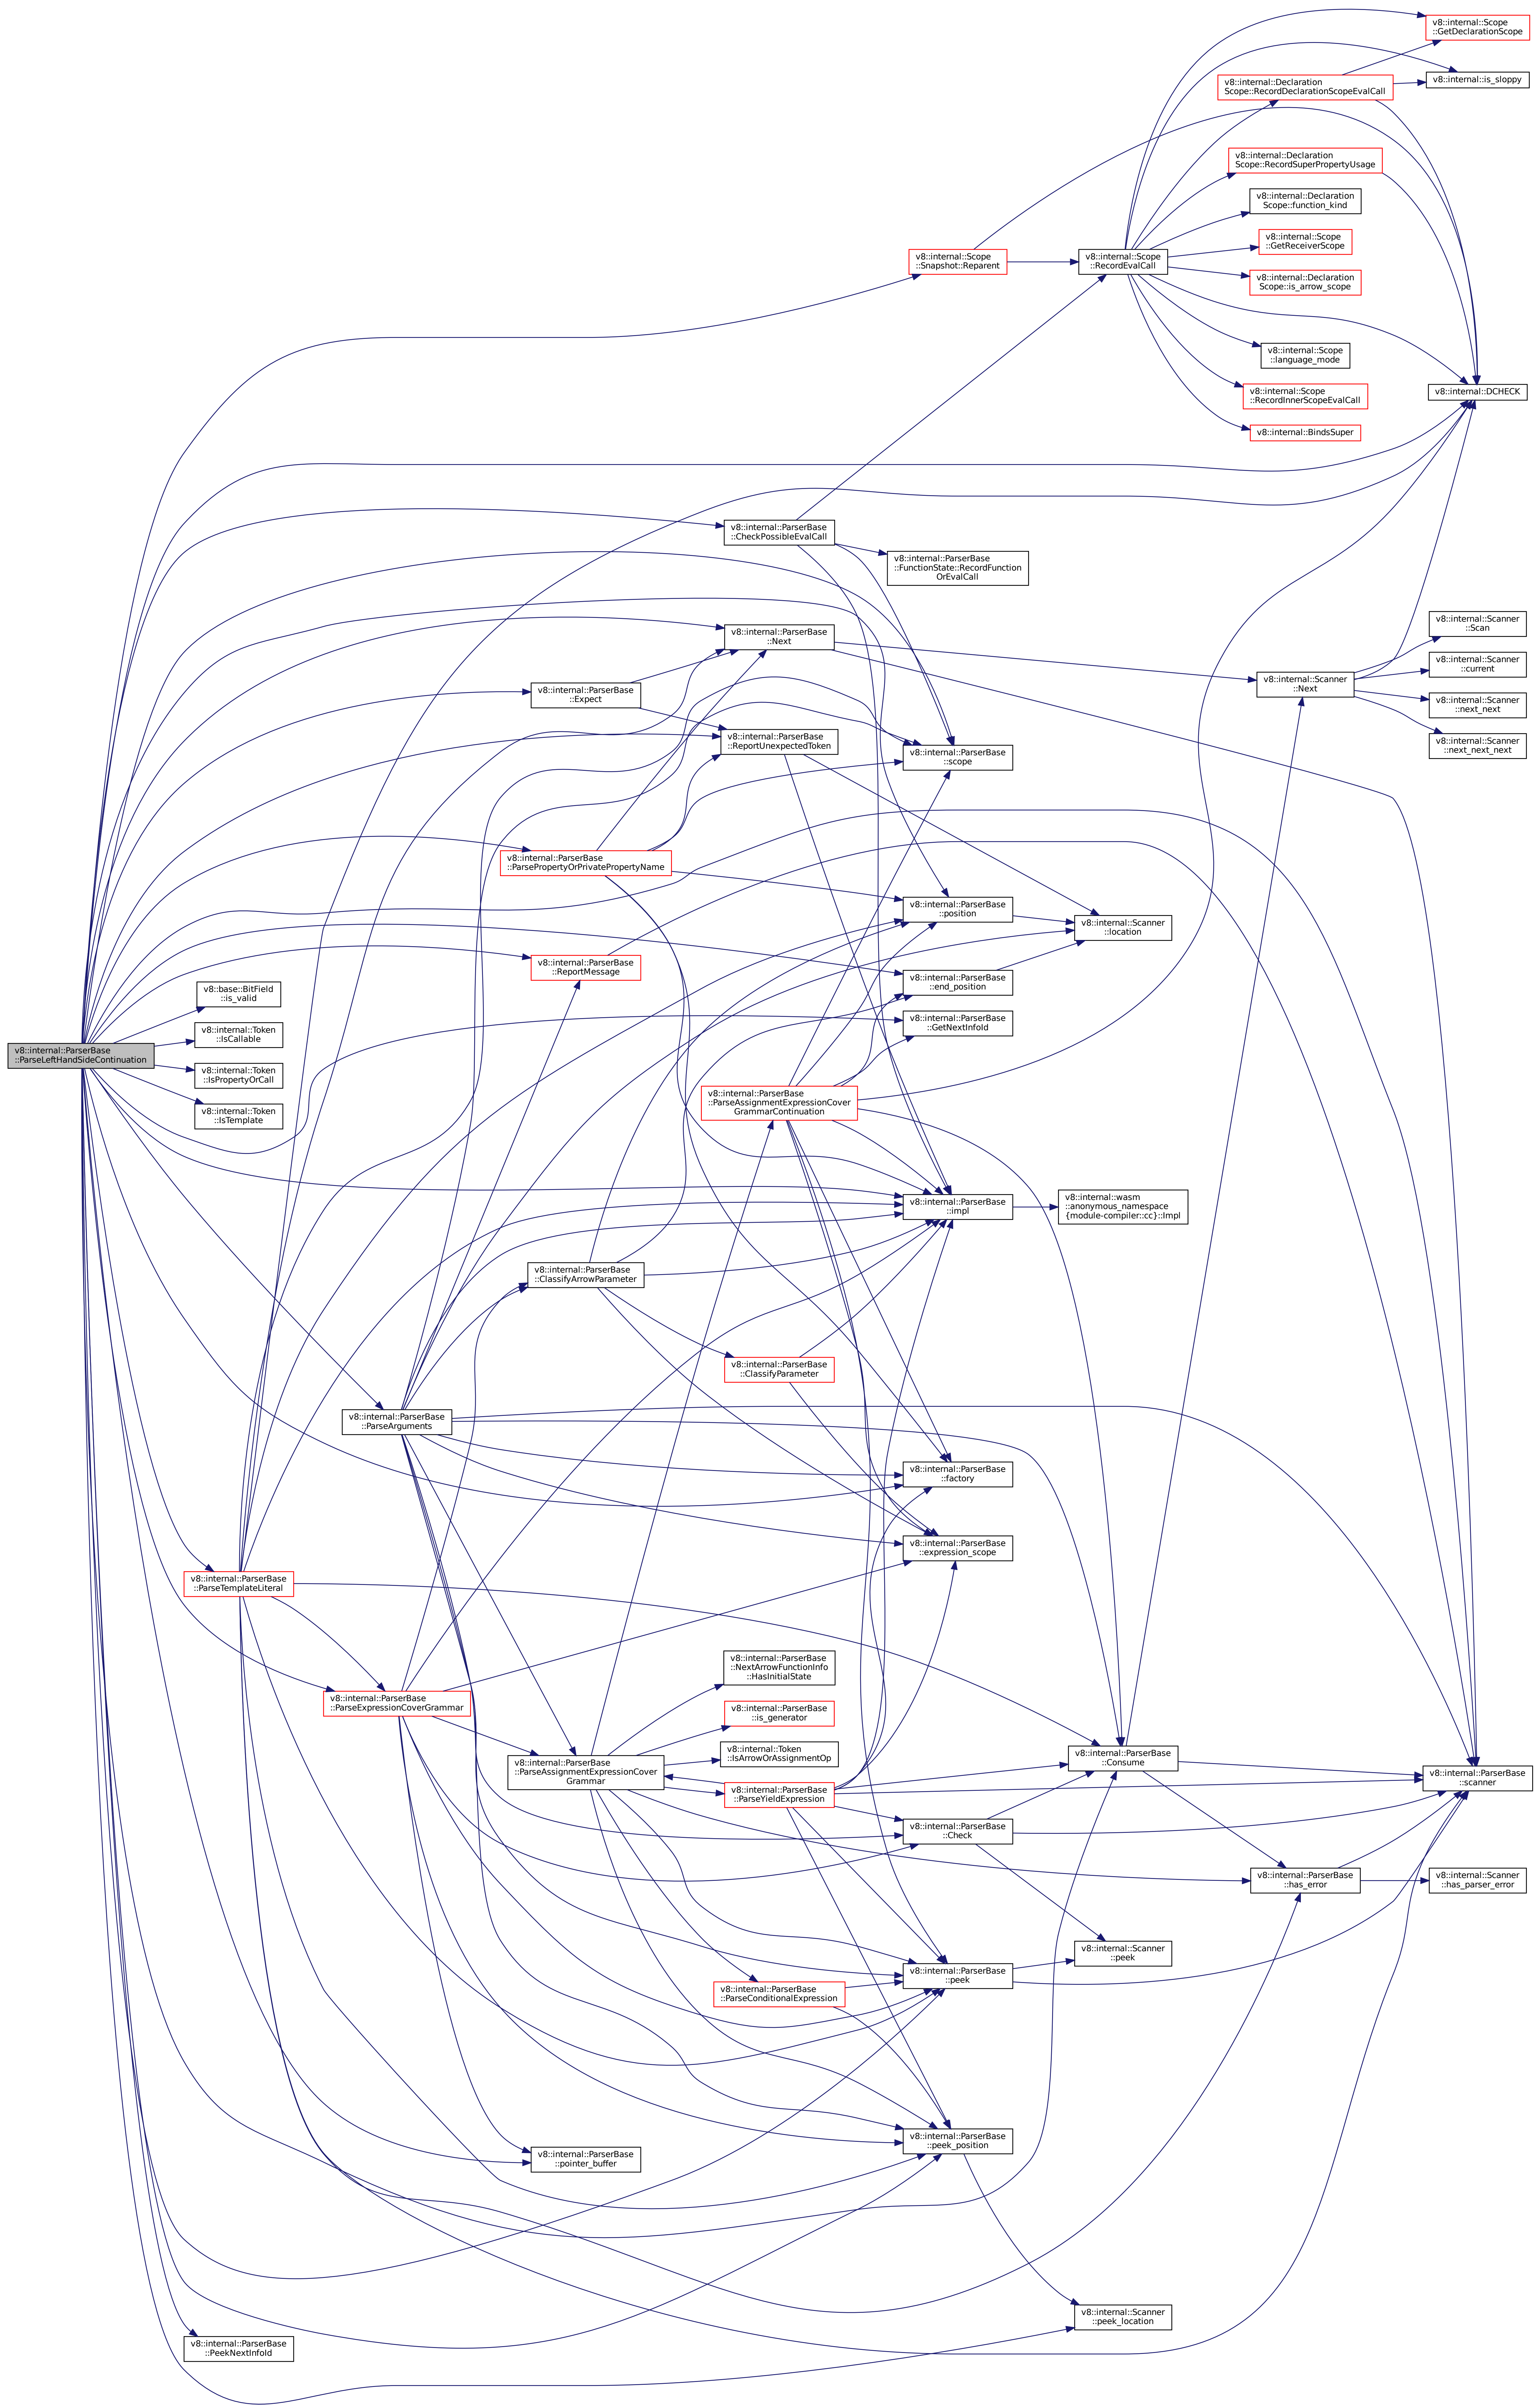 v8::internal::ParserBase
::ParseLeftHandSideContinuation
v8::base::BitField
::is_valid
v8::internal::Token
::IsCallable
v8::internal::Token
::IsPropertyOrCall
v8::internal::Token
::IsTemplate
v8::internal::ParserBase
::ParseTemplateLiteral
v8::internal::ParserBase
::PeekNextInfoId
v8::internal::ParserBase
::ParseArguments
v8::internal::ParserBase
::ParseExpressionCoverGrammar
v8::internal::ParserBase
::Expect
v8::internal::ParserBase
::ParsePropertyOrPrivatePropertyName
v8::internal::ParserBase
::ReportMessage
v8::internal::ParserBase
::ClassifyArrowParameter
v8::internal::ParserBase
::ParseAssignmentExpressionCover
Grammar
v8::internal::ParserBase
::pointer_buffer
v8::internal::ParserBase
::CheckPossibleEvalCall
v8::internal::ParserBase
::Next
v8::internal::ParserBase
::ReportUnexpectedToken
v8::internal::ParserBase
::ParseAssignmentExpressionCover
GrammarContinuation
v8::internal::ParserBase
::ClassifyParameter
v8::internal::ParserBase
::NextArrowFunctionInfo
::HasInitialState
v8::internal::ParserBase
::is_generator
v8::internal::Token
::IsArrowOrAssignmentOp
v8::internal::ParserBase
::ParseYieldExpression
v8::internal::ParserBase
::ParseConditionalExpression
v8::internal::Scope
::Snapshot::Reparent
v8::internal::ParserBase
::FunctionState::RecordFunction
OrEvalCall
v8::internal::ParserBase
::scope
v8::internal::ParserBase
::position
v8::internal::ParserBase
::end_position
v8::internal::ParserBase
::GetNextInfoId
v8::internal::ParserBase
::impl
v8::internal::ParserBase
::factory
v8::internal::ParserBase
::expression_scope
v8::internal::ParserBase
::Check
v8::internal::ParserBase
::peek
v8::internal::ParserBase
::peek_position
v8::internal::Scope
::RecordEvalCall
v8::internal::Scanner
::location
v8::internal::wasm
::anonymous_namespace
{module-compiler::cc}::Impl
v8::internal::ParserBase
::Consume
v8::internal::Scanner
::peek
v8::internal::Scanner
::peek_location
v8::internal::Declaration
Scope::RecordDeclarationScopeEvalCall
v8::internal::Declaration
Scope::RecordSuperPropertyUsage
v8::internal::Declaration
Scope::function_kind
v8::internal::Scope
::GetReceiverScope
v8::internal::Declaration
Scope::is_arrow_scope
v8::internal::Scope
::language_mode
v8::internal::Scope
::RecordInnerScopeEvalCall
v8::internal::BindsSuper
v8::internal::Scanner
::Next
v8::internal::ParserBase
::has_error
v8::internal::Scope
::GetDeclarationScope
v8::internal::is_sloppy
v8::internal::DCHECK
v8::internal::Scanner
::Scan
v8::internal::Scanner
::current
v8::internal::Scanner
::next_next
v8::internal::Scanner
::next_next_next
v8::internal::ParserBase
::scanner
v8::internal::Scanner
::has_parser_error